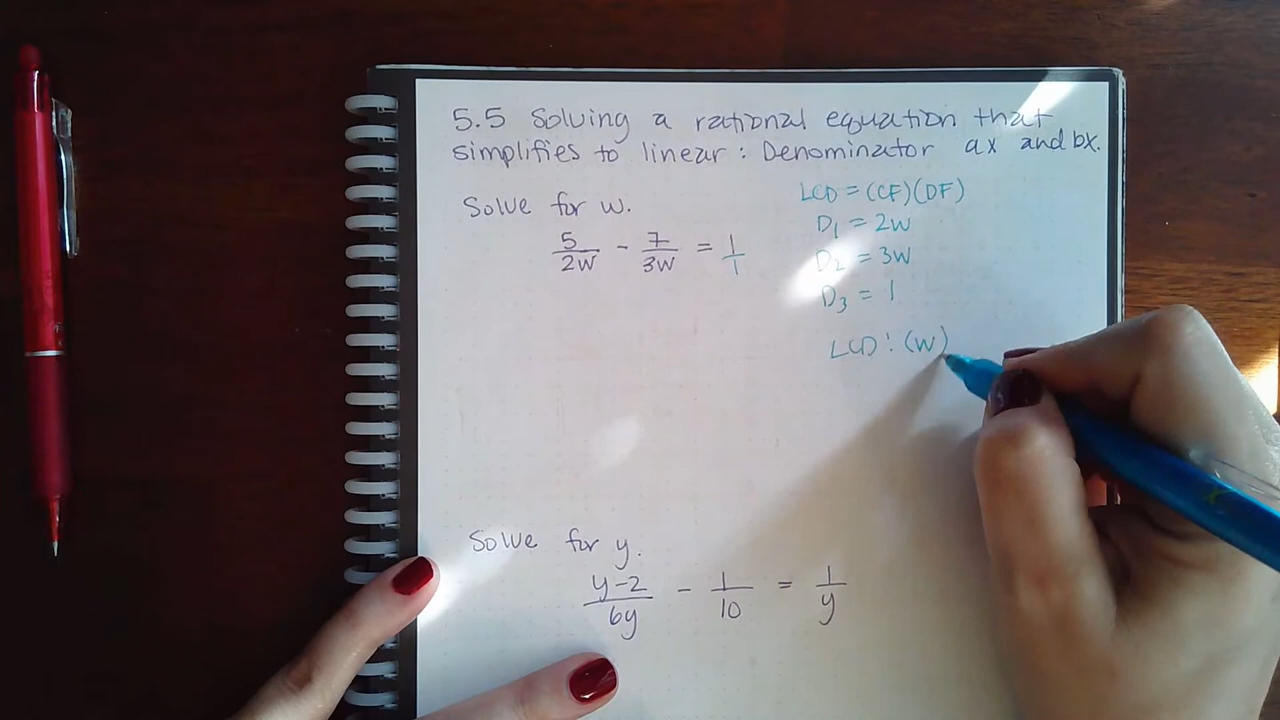 5.5 Solving a rational equation that
simplifies to linear: Denominator ax and bx.
Solve for w.
5/2w - 7/3w = 1/1
LCD = (CF)(DF)
D₁ = 2w
D₂ = 3w
D₃ = 1
LCD: (w)
Solve for y.
y-2/6y - 1/10 = 1/y